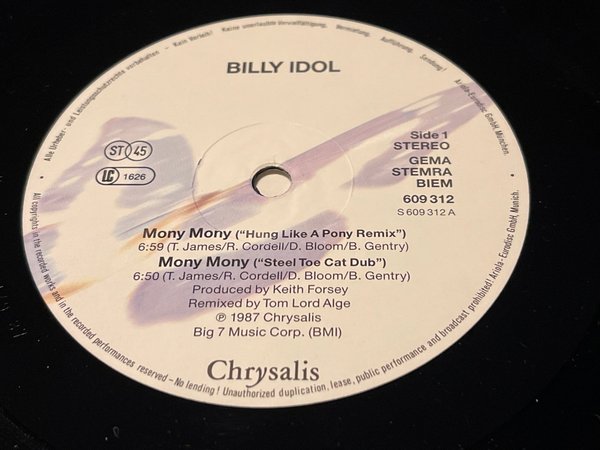 BILLY IDOL
ST 45
LC 1626
Side 1
STEREO
GEMA
STEMRA
BIEM
609 312
S 609 312 A
Mony Mony ("Hung Like A Pony Remix")
6:59 (T. James/R. Cordell/D. Bloom/B. Gentry)
Mony Mony ("Steel Toe Cat Dub")
6:50 (T. James/R. Cordell/D. Bloom/B. Gentry)
Produced by Keith Forsey
Remixed by Tom Lord Alge
℗ 1987 Chrysalis
Big 7 Music Corp. (BMI)
Chrysalis
· Alle Urheber- und Leistungsschutzrechte vorbehalten – Kein Verleih! Keine unerlaubte Vervielfältigung, Vermietung, Aufführung, Sendung! Ariola-Eurodisc GmbH, München.
· All copyrights in the recorded works and in the recorded performances reserved – No lending! Unauthorized duplication, lease, public performance and broadcast prohibited! Ariola-Eurodisc GmbH, Munich.